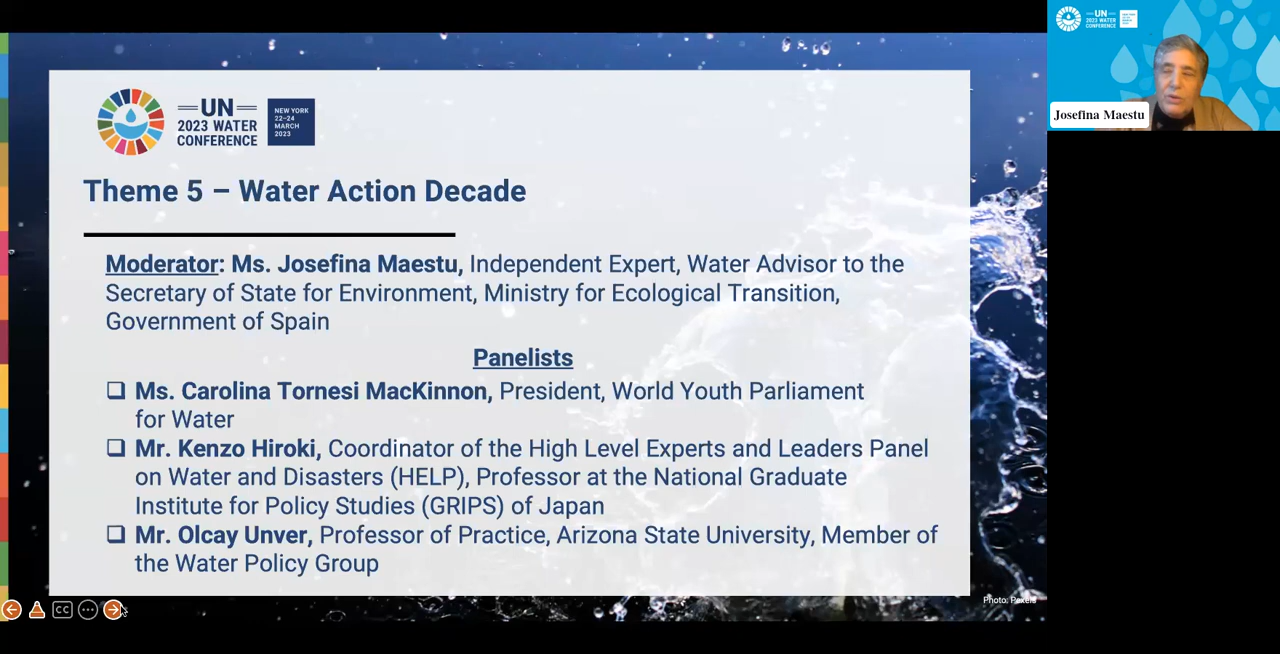 UN
2023 WATER
CONFERENCE
NEW YORK
22–24
MARCH
2023
Theme 5 – Water Action Decade
Moderator: Ms. Josefina Maestu, Independent Expert, Water Advisor to the
Secretary of State for Environment, Ministry for Ecological Transition,
Government of Spain
Panelists
Ms. Carolina Tornesi MacKinnon, President, World Youth Parliament
for Water
Mr. Kenzo Hiroki, Coordinator of the High Level Experts and Leaders Panel
on Water and Disasters (HELP), Professor at the National Graduate
Institute for Policy Studies (GRIPS) of Japan
Mr. Olcay Unver, Professor of Practice, Arizona State University, Member of
the Water Policy Group
CC
Photo: Pexels
UN
2023 WATER
CONFERENCE
Josefina Maestu